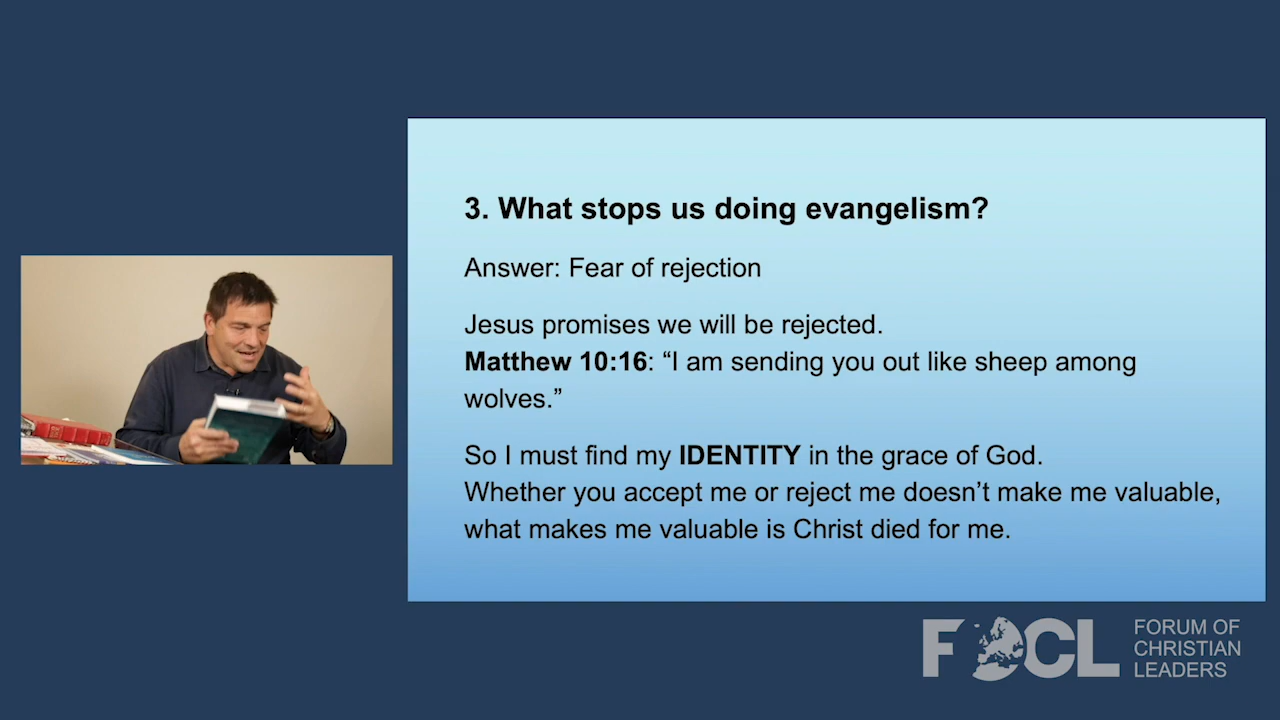 3. What stops us doing evangelism?
Answer: Fear of rejection
Jesus promises we will be rejected.
Matthew 10:16: “I am sending you out like sheep among
wolves.”
So I must find my IDENTITY in the grace of God.
Whether you accept me or reject me doesn’t make me valuable,
what makes me valuable is Christ died for me.
FOCL
FORUM OF
CHRISTIAN
LEADERS